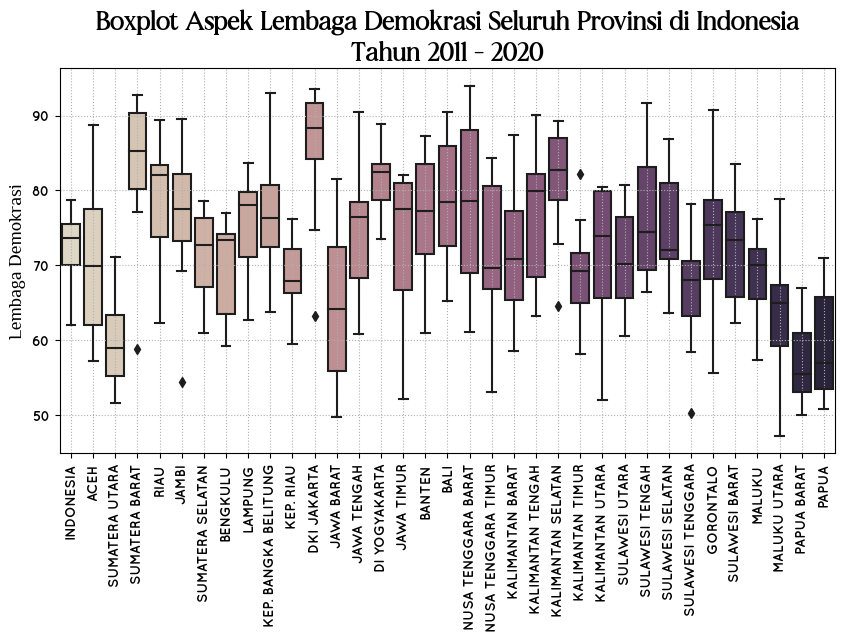 Boxplot Aspek Lembaga Demokrasi Seluruh Provinsi di Indonesia
Tahun 2011 - 2020
Lembaga Demokrasi
90
80
70
60
50
INDONESIA
ACEH
SUMATERA UTARA
SUMATERA BARAT
RIAU
JAMBI
SUMATERA SELATAN
BENGKULU
LAMPUNG
KEP. BANGKA BELITUNG
KEP. RIAU
DKI JAKARTA
JAWA BARAT
JAWA TENGAH
DI YOGYAKARTA
JAWA TIMUR
BANTEN
BALI
NUSA TENGGARA BARAT
NUSA TENGGARA TIMUR
KALIMANTAN BARAT
KALIMANTAN TENGAH
KALIMANTAN SELATAN
KALIMANTAN TIMUR
KALIMANTAN UTARA
SULAWESI UTARA
SULAWESI TENGAH
SULAWESI SELATAN
SULAWESI TENGGARA
GORONTALO
SULAWESI BARAT
MALUKU
MALUKU UTARA
PAPUA BARAT
PAPUA